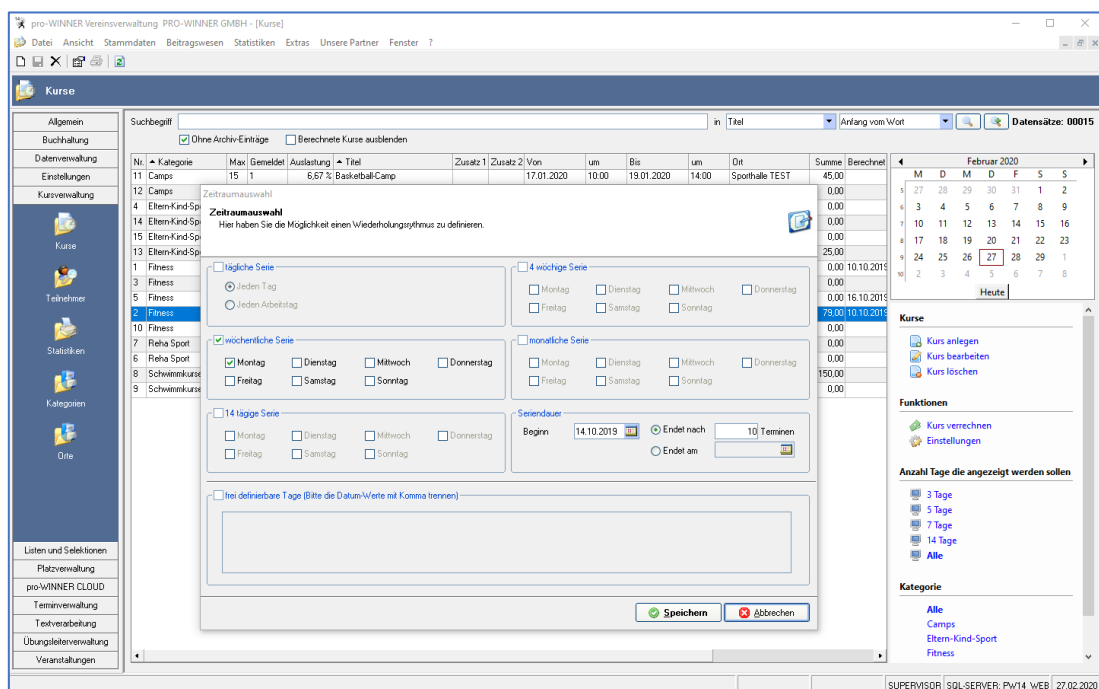 pro-WINNER Vereinsverwaltung PRO-WINNER GMBH - [Kurse]
Datei Ansicht Stammdaten Beitragswesen Statistiken Extras Unsere Partner Fenster ?
Kurse
Allgemein
Buchhaltung
Datenverwaltung
Einstellungen
Kursverwaltung
Kurse
Teilnehmer
Statistiken
Kategorien
Orte
Listen und Selektionen
Platzverwaltung
pro-WINNER CLOUD
Terminverwaltung
Textverarbeitung
Übungsleiterverwaltung
Veranstaltungen
Suchbegriff in Titel Anfang vom Wort Datensätze: 00015
Ohne Archiv-Einträge Berechnete Kurse ausblenden
Nr. Kategorie Max Gemeldet Auslastung Titel Zusatz 1 Zusatz 2 Von um Bis um Ort Summe Berechnet
11 Camps 15 1 6,67 % Basketball-Camp 17.01.2020 10:00 19.01.2020 14:00 Sporthalle TEST 45,00
12 Camps 0,00
4 Eltern-Kind-Sp 0,00
14 Eltern-Kind-Sp 0,00
15 Eltern-Kind-Sp 0,00
13 Eltern-Kind-Sp 25,00
1 Fitness 0,00 10.10.2019
3 Fitness 0,00
5 Fitness 0,00 16.10.2019
2 Fitness 79,00 10.10.2019
10 Fitness 0,00
7 Reha Sport 0,00
6 Reha Sport 0,00
8 Schwimmkurse 150,00
9 Schwimmkurse 0,00
Zeitraumauswahl
Zeitraumauswahl
Hier haben Sie die Möglichkeit einen Wiederholungsrythmus zu definieren.
tägliche Serie
Jeden Tag
Jeden Arbeitstag
4 wöchige Serie
Montag Dienstag Mittwoch Donnerstag
Freitag Samstag Sonntag
wöchentliche Serie
Montag Dienstag Mittwoch Donnerstag
Freitag Samstag Sonntag
monatliche Serie
Montag Dienstag Mittwoch Donnerstag
Freitag Samstag Sonntag
14 tägige Serie
Montag Dienstag Mittwoch Donnerstag
Freitag Samstag Sonntag
Seriendauer
Beginn 14.10.2019 Endet nach 10 Terminen
Endet am
frei definierbare Tage (Bitte die Datum-Werte mit Komma trennen)
Speichern Abbrechen
Februar 2020
M D M D F S S
5 27 28 29 30 31 1 2
6 3 4 5 6 7 8 9
7 10 11 12 13 14 15 16
8 17 18 19 20 21 22 23
9 24 25 26 27 28 29 1
10 2 3 4 5 6 7 8
Heute
Kurse
Kurs anlegen
Kurs bearbeiten
Kurs löschen
Funktionen
Kurs verrechnen
Einstellungen
Anzahl Tage die angezeigt werden sollen
3 Tage
5 Tage
7 Tage
14 Tage
Alle
Kategorie
Alle
Camps
Eltern-Kind-Sport
Fitness
SUPERVISOR SQL-SERVER: PW14_WEB 27.02.2020